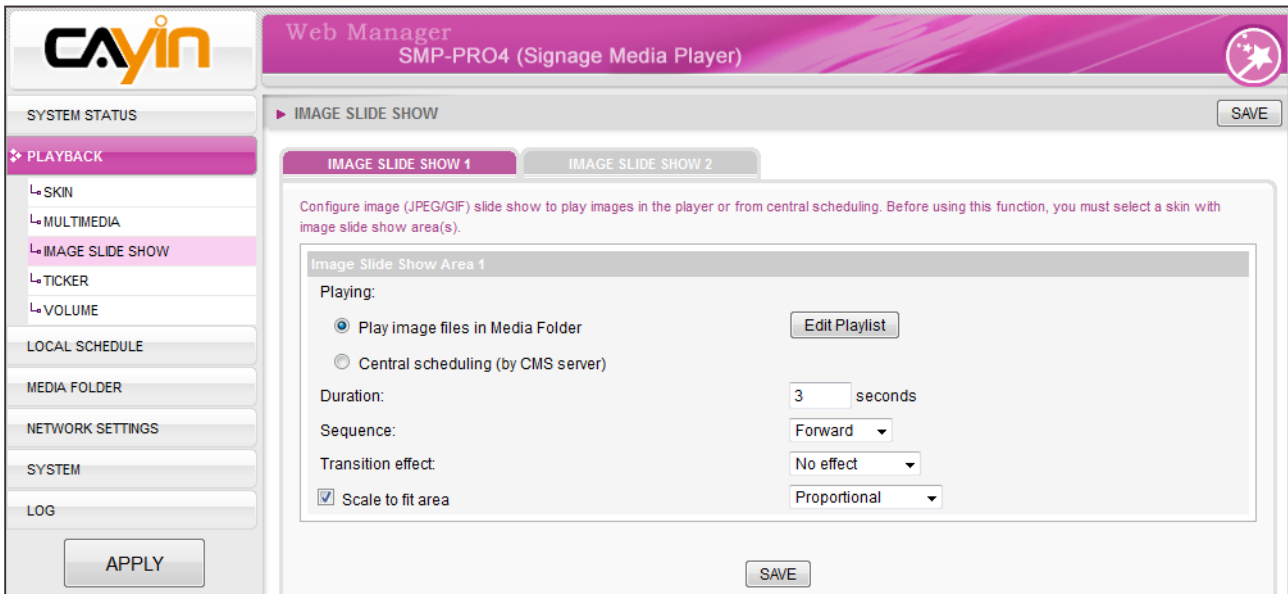 CAYIN
Web Manager
SMP-PRO4 (Signage Media Player)
SYSTEM STATUS
PLAYBACK
SKIN
MULTIMEDIA
IMAGE SLIDE SHOW
TICKER
VOLUME
LOCAL SCHEDULE
MEDIA FOLDER
NETWORK SETTINGS
SYSTEM
LOG
APPLY
IMAGE SLIDE SHOW
SAVE
IMAGE SLIDE SHOW 1
IMAGE SLIDE SHOW 2
Configure image (JPEG/GIF) slide show to play images in the player or from central scheduling. Before using this function, you must select a skin with
image slide show area(s).
Image Slide Show Area 1
Playing:
Play image files in Media Folder
Edit Playlist
Central scheduling (by CMS server)
Duration:
3 seconds
Sequence:
Forward
Transition effect:
No effect
Scale to fit area
Proportional
SAVE